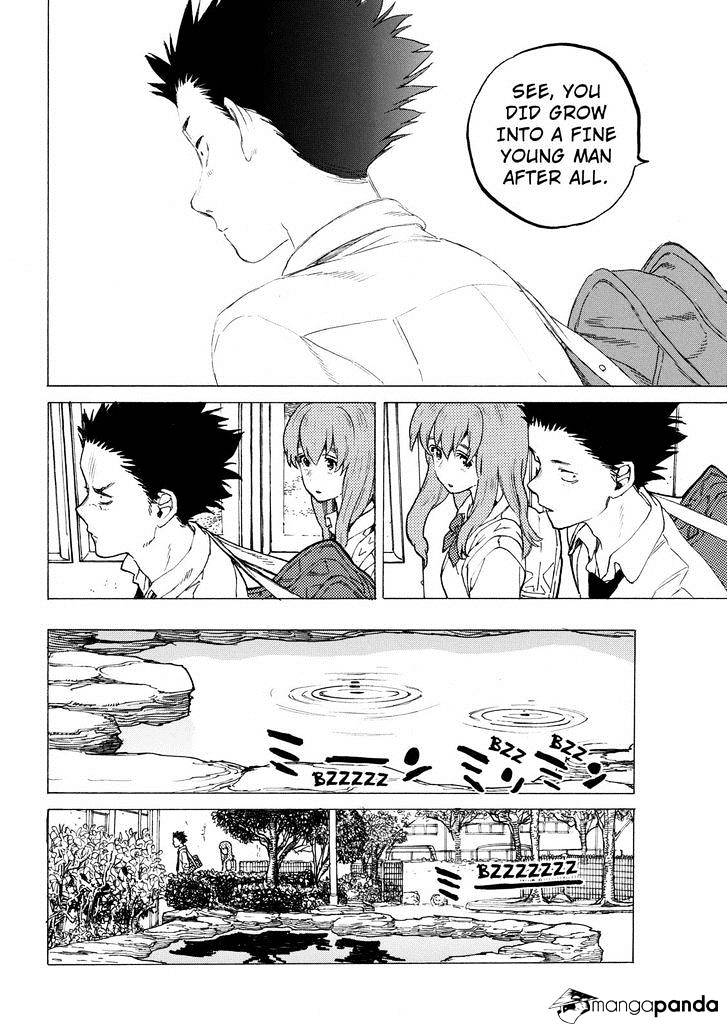 SEE, YOU
DID GROW
INTO A FINE
YOUNG MAN
AFTER ALL.
ミーン
BZZZZZ
ミンミン
BZZ
BZZ
ミ
BZZZZZZZ
mangapanda